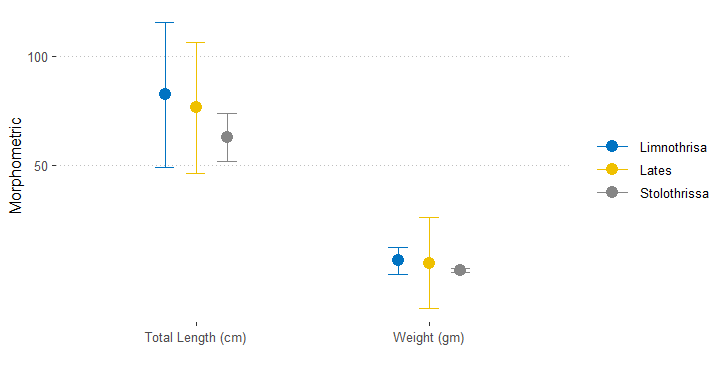 100
50
Morphometric
Total Length (cm)
Weight (gm)
Limnothrisa
Lates
Stolothrissa